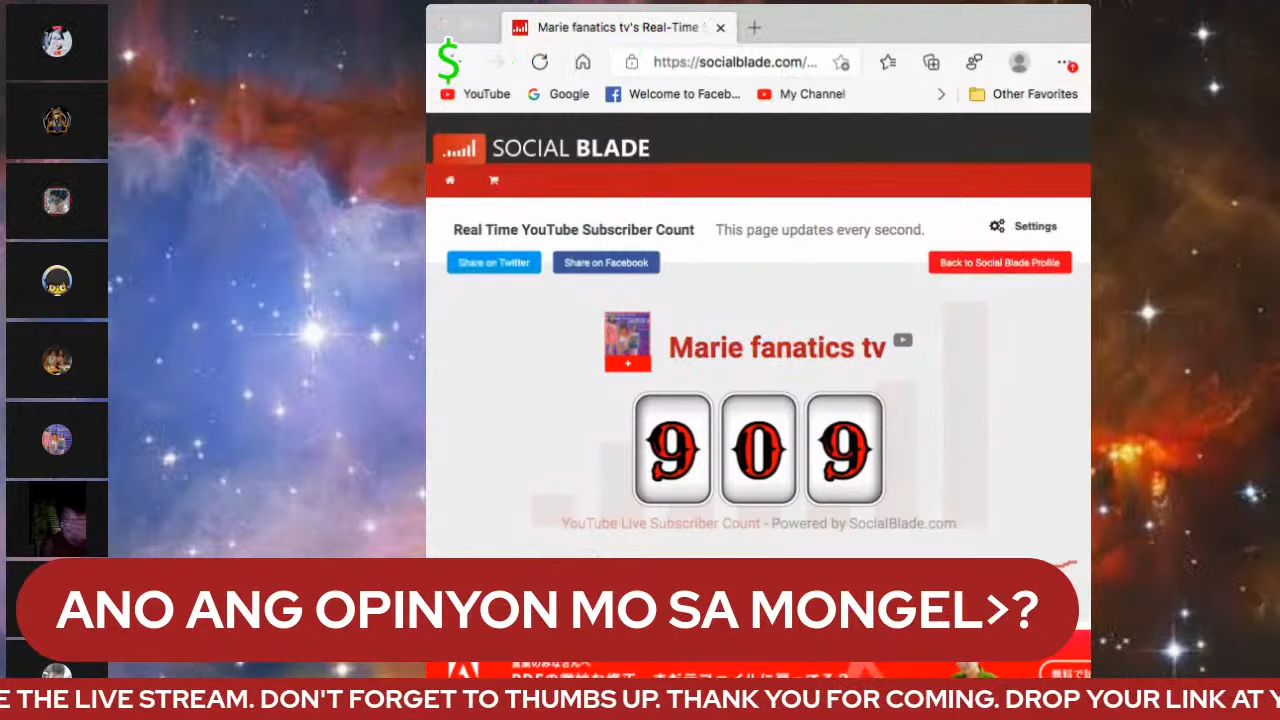 Marie fanatics tv's Real-Time
https://socialblade.com/...
YouTube
Google
Welcome to Faceb...
My Channel
Other Favorites
SOCIAL BLADE
Real Time YouTube Subscriber Count
This page updates every second.
Settings
Share on Twitter
Share on Facebook
Back to Social Blade Profile
Marie fanatics tv
909
YouTube Live Subscriber Count - Powered by SocialBlade.com
ANO ANG OPINYON MO SA MONGEL>?
E THE LIVE STREAM. DON'T FORGET TO THUMBS UP. THANK YOU FOR COMING. DROP YOUR LINK AT Y